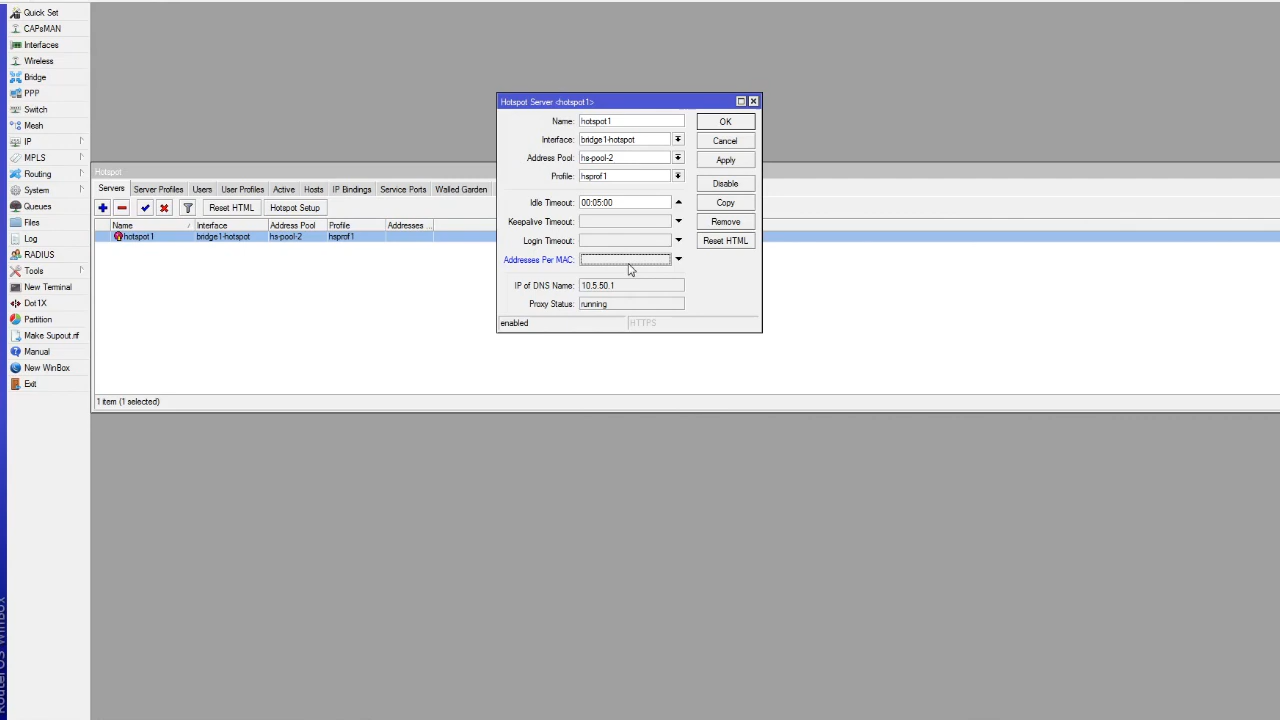 Quick Set
CAPsMAN
Interfaces
Wireless
Bridge
PPP
Switch
Mesh
IP
MPLS
Routing
System
Queues
Files
Log
RADIUS
Tools
New Terminal
Dot1X
Partition
Make Supout.rif
Manual
New WinBox
Exit
RouterOS WinBox
Hotspot
Servers Server Profiles Users User Profiles Active Hosts IP Bindings Service Ports Walled Garden
Reset HTML Hotspot Setup
Name / Interface Address Pool Profile Addresses ...
hotspot1 bridge1-hotspot hs-pool-2 hsprof1
1 item (1 selected)
Hotspot Server <hotspot1>
Name: hotspot1
Interface: bridge1-hotspot
Address Pool: hs-pool-2
Profile: hsprof1
Idle Timeout: 00:05:00
Keepalive Timeout:
Login Timeout:
Addresses Per MAC:
IP of DNS Name: 10.5.50.1
Proxy Status: running
enabled HTTPS
OK
Cancel
Apply
Disable
Copy
Remove
Reset HTML